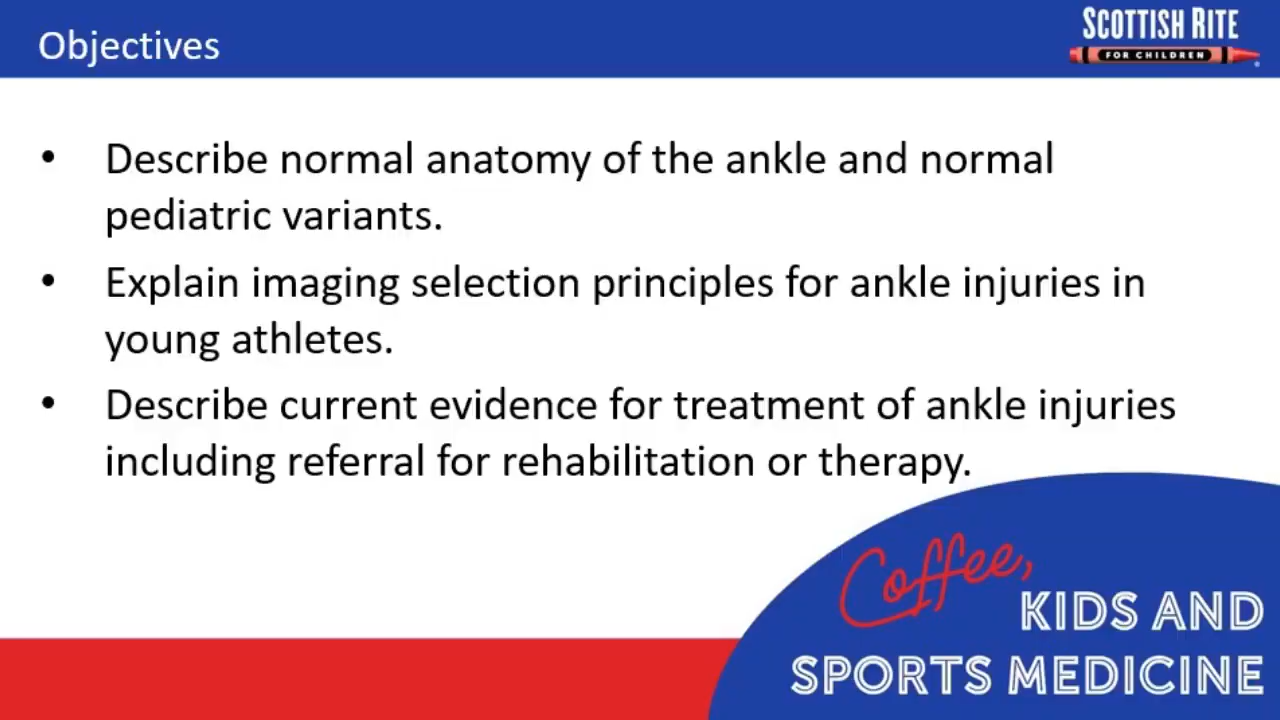 Objectives
SCOTTISH RITE
FOR CHILDREN
• Describe normal anatomy of the ankle and normal
pediatric variants.
• Explain imaging selection principles for ankle injuries in
young athletes.
• Describe current evidence for treatment of ankle injuries
including referral for rehabilitation or therapy.
Coffee,
KIDS AND
SPORTS MEDICINE